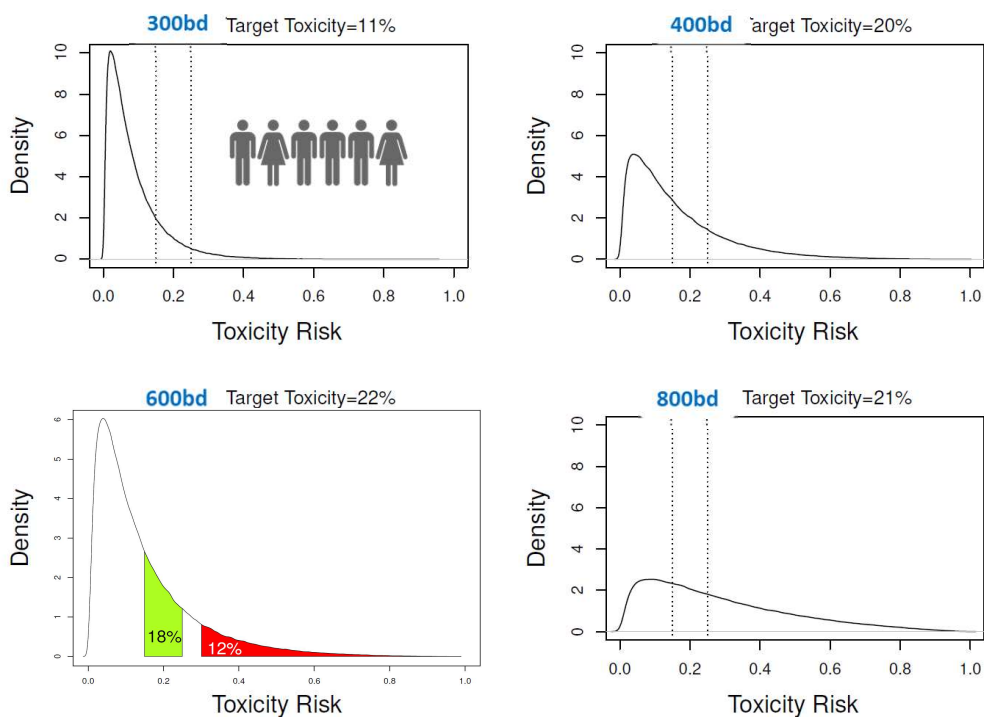 300bd Target Toxicity=11%
10
8
6
4
2
0
Density
0.0 0.2 0.4 0.6 0.8 1.0
Toxicity Risk
400bd Target Toxicity=20%
10
8
6
4
2
0
Density
0.0 0.2 0.4 0.6 0.8 1.0
Toxicity Risk
600bd Target Toxicity=22%
6
5
4
3
2
1
0
Density
18%
12%
0.0 0.2 0.4 0.6 0.8 1.0
Toxicity Risk
800bd Target Toxicity=21%
10
8
6
4
2
0
Density
0.0 0.2 0.4 0.6 0.8 1.0
Toxicity Risk